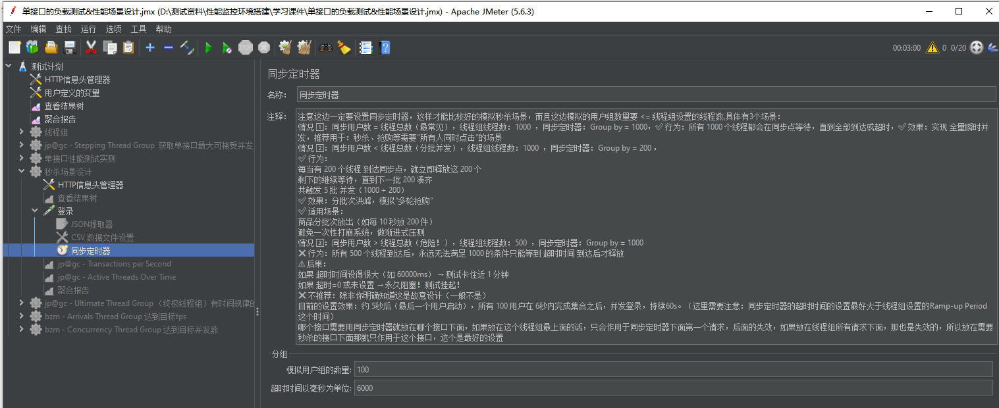 单接口的负载测试&性能场景设计.jmx (D:\测试资料\性能监控环境搭建\学习课件\单接口的负载测试&性能场景设计.jmx) - Apache JMeter (5.6.3)
文件 编辑 查找 运行 选项 工具 帮助
STOP
00:03:00 0 0/20
测试计划
HTTP信息头管理器
用户定义的变量
查看结果树
聚合报告
线程组
jp@gc - Stepping Thread Group 获取单接口最大可接受并发
单接口性能测试实测
秒杀场景设计
HTTP信息头管理器
查看结果树
登录
JSON提取器
CSV 数据文件设置
同步定时器
jp@gc - Transactions per Second
jp@gc - Active Threads Over Time
聚合报告
jp@gc - Ultimate Thread Group （终极线程组）有时间规律的
bzm - Arrivals Thread Group 达到目标tps
bzm - Concurrency Thread Group 达到目标并发数
同步定时器
名称： 同步定时器
注释： 注意这边一定要设置同步定时器，这样才能比较好的模拟秒杀场景，而且这边模拟的用户组数量要 <= 线程组设置的线程数,具体有3个场景：
情况 1️⃣：同步用户数 = 线程总数（最常见），线程组线程数：1000 ，同步定时器：Group by = 1000，✅ 行为：所有 1000 个线程都会在同步点等待，直到全部到达或超时，✅ 效果：实现 全量瞬时并
发，推荐用于：秒杀、抢购等需要"所有人同时点击"的场景
情况 2️⃣：同步用户数 < 线程总数（分批并发），线程组线程数：1000 ，同步定时器：Group by = 200 ，
✅ 行为：
每当有 200 个线程 到达同步点，就立即释放这 200 个
剩下的继续等待，直到下一批 200 凑齐
共触发 5 批 并发（1000 ÷ 200）
✅ 效果：分批次洪峰，模拟"多轮抢购"
✅ 适用场景：
商品分批次放出（如每 10 秒放 200 件）
避免一次性打崩系统，做渐进式压测
情况 3️⃣：同步用户数 > 线程总数（危险！），线程组线程数：500 ，同步定时器：Group by = 1000
❌ 行为：所有 500 个线程到达后，永远无法满足 1000 的条件只能等到 超时时间 到达后才释放
⚠ 后果：
如果 超时时间设得很大（如 60000ms） → 测试卡住近 1 分钟
如果 超时=0 或未设置 → 永久阻塞！测试挂起！
❌ 不推荐：除非你明确知道这是故意设计（一般不是）
目前的设置效果：约 5秒后（最后一个用户启动），所有 100 用户在 6秒内完成集合之后，并发登录，持续60s。（这里需要注意：同步定时器的超时时间的设置最好大于线程组设置的Ramp-up Period
这个时间）
哪个接口需要用同步定时器就放在哪个接口下面，如果放在这个线程组最上面的话，只会作用于同步定时器下面第一个请求，后面的失效，如果放在线程组所有请求下面，那也是失效的，所以放在需要
秒杀的接口下面那就只作用于这个接口，这个是最好的设置
分组
模拟用户组的数量: 100
超时时间以毫秒为单位: 6000